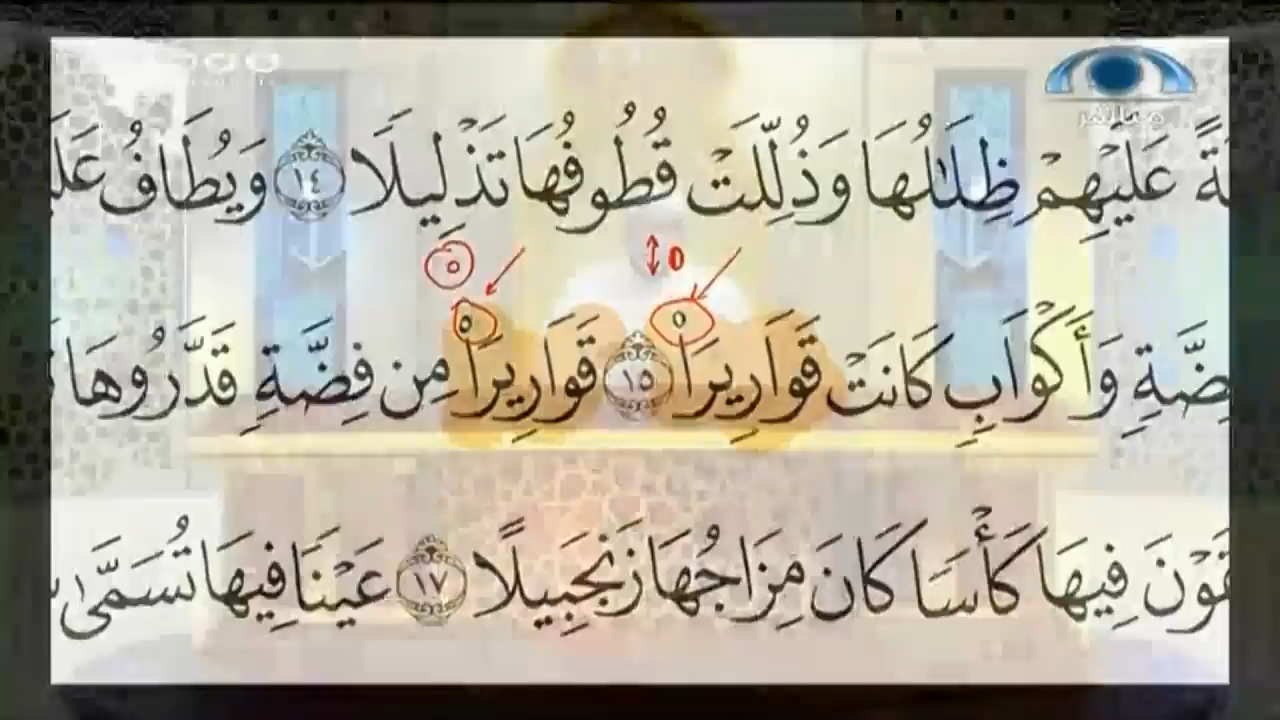 مباشر
عَلَيْهِمْ ظِلَٰلُهَا وَذُلِّلَتْ قُطُوفُهَا تَذْلِيلًا ١٤ وَيُطَافُ
وَأَكْوَابٍ كَانَتْ قَوَارِيرَا۠ ١٥ قَوَارِيرَا۟ مِن فِضَّةٍ قَدَّرُوهَا
فِيهَا كَأْسًا كَانَ مِزَاجُهَا زَنجَبِيلًا ١٧ عَيْنًا فِيهَا تُسَمَّىٰ